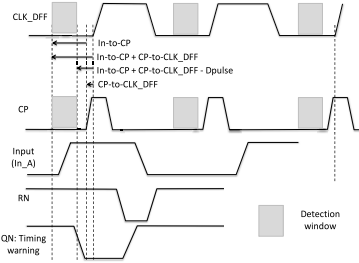 CLK_DFF
In-to-CP
In-to-CP + CP-to-CLK_DFF
In-to-CP + CP-to-CLK_DFF - Dpulse
CP-to-CLK_DFF
CP
Input
(In_A)
RN
Detection
window
QN: Timing
warning